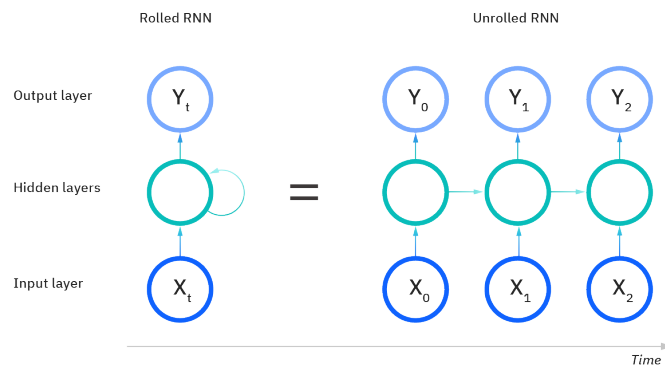 Rolled RNN
Unrolled RNN
Output layer
Yt
Y0
Y1
Y2
Hidden layers
=
Input layer
Xt
X0
X1
X2
Time